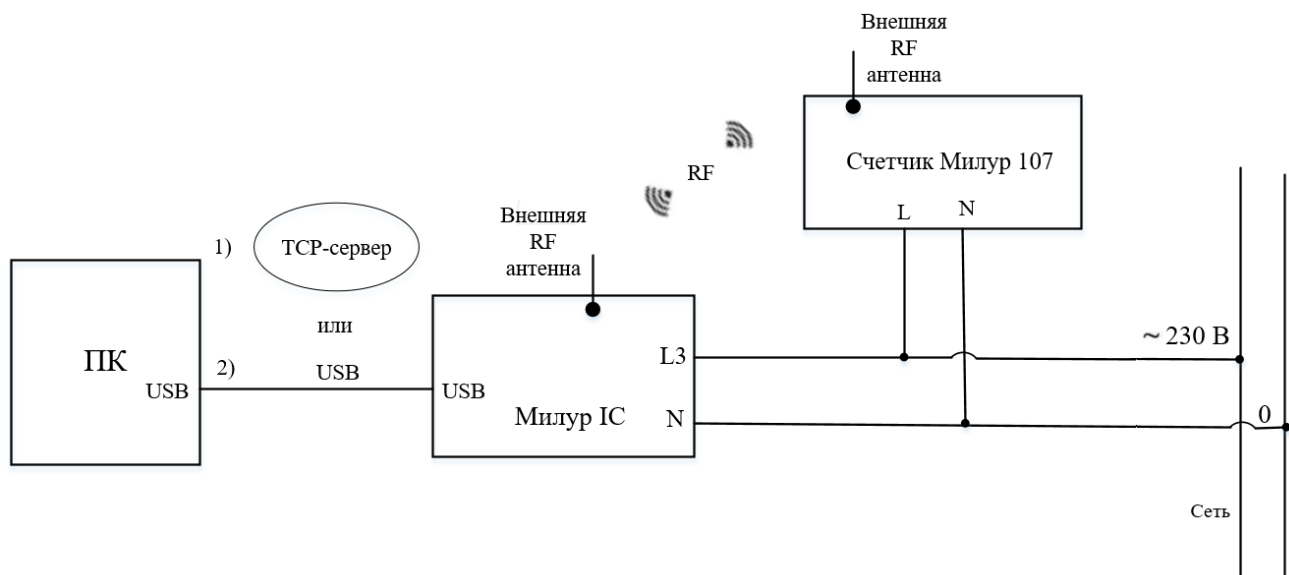 Внешняя
RF
антенна
Счетчик Милур 107
L
N
RF
Внешняя
RF
антенна
1)
TCP-сервер
или
2)
USB
ПК
USB
USB
Милур IC
L3
N
~ 230 В
0
Сеть